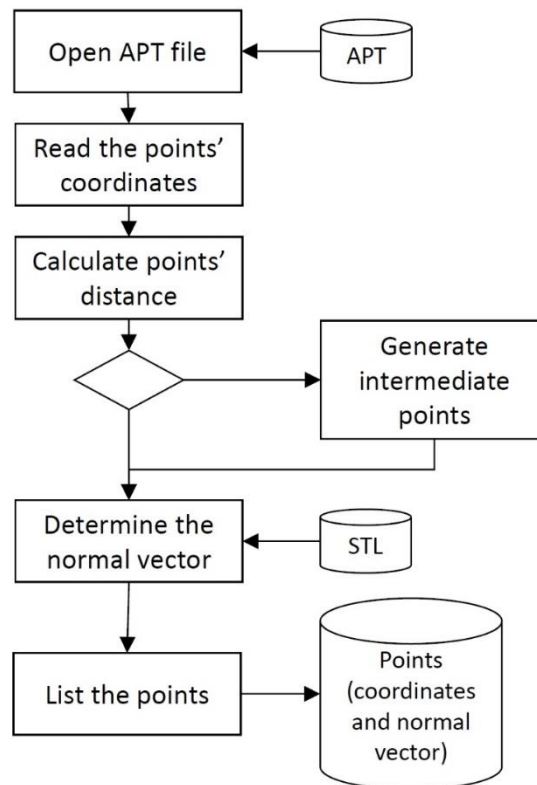 Open APT file
APT
Read the points'
coordinates
Calculate points'
distance
Generate
intermediate
points
Determine the
normal vector
STL
List the points
Points
(coordinates
and normal
vector)